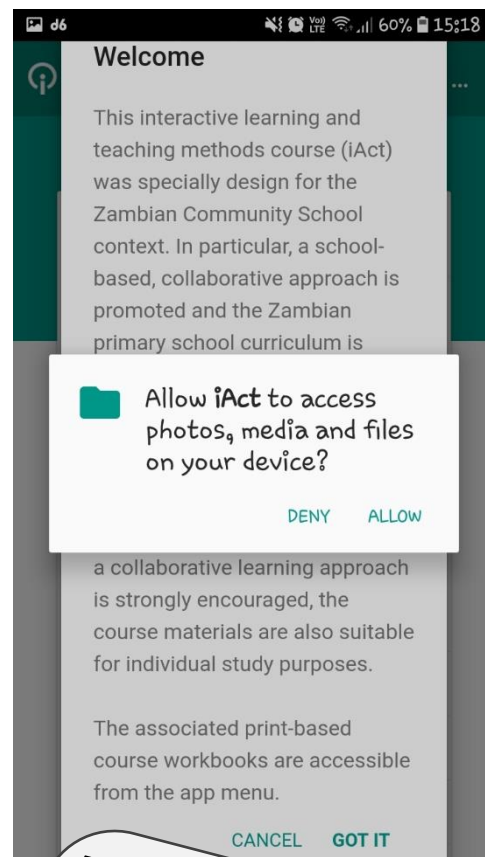 d6
Vo))
LTE
60%
15:18
...
Welcome
This interactive learning and
teaching methods course (iAct)
was specially design for the
Zambian Community School
context. In particular, a school-
based, collaborative approach is
promoted and the Zambian
primary school curriculum is
Allow iAct to access
photos, media and files
on your device?
DENY ALLOW
a collaborative learning approach
is strongly encouraged, the
course materials are also suitable
for individual study purposes.
The associated print-based
course workbooks are accessible
from the app menu.
CANCEL GOT IT